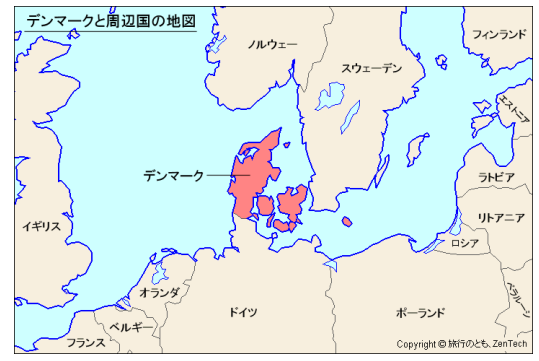 デンマークと周辺国の地図
ノルウェー
フィンランド
スウェーデン
エストニア
デンマーク
ラトビア
イギリス
リトアニア
ロシア
オランダ
ベラルーシ
ベルギー
ドイツ
ポーランド
フランス
Copyright © 旅行のとも、ZenTech